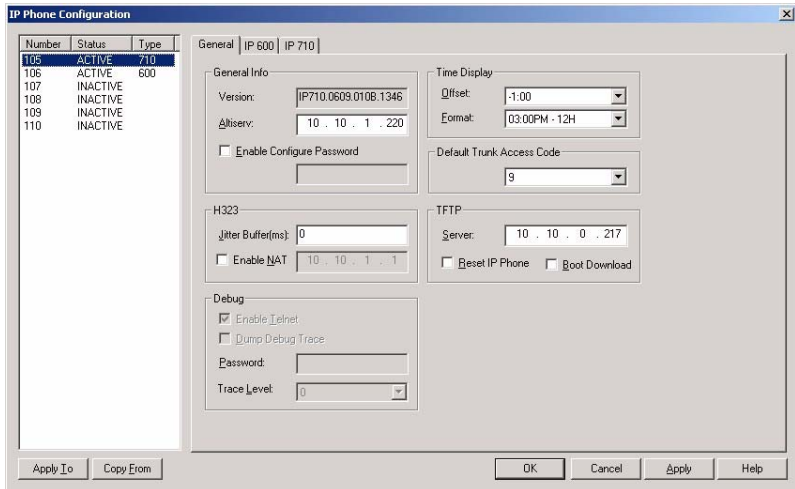 IP Phone Configuration
Number Status Type
105 ACTIVE 710
106 ACTIVE 600
107 INACTIVE
108 INACTIVE
109 INACTIVE
110 INACTIVE
General IP 600 IP 710
General Info
Version: IP710.0609.010B.1346
Altiserv: 10 . 10 . 1 . 220
Enable Configure Password
Time Display
Offset: -1:00
Format: 03:00PM - 12H
Default Trunk Access Code
9
H323
Jitter Buffer(ms): 0
Enable NAT 10 . 10 . 1 . 1
TFTP
Server: 10 . 10 . 0 . 217
Reset IP Phone Boot Download
Debug
Enable Telnet
Dump Debug Trace
Password:
Trace Level: 0
Apply To Copy From OK Cancel Apply Help